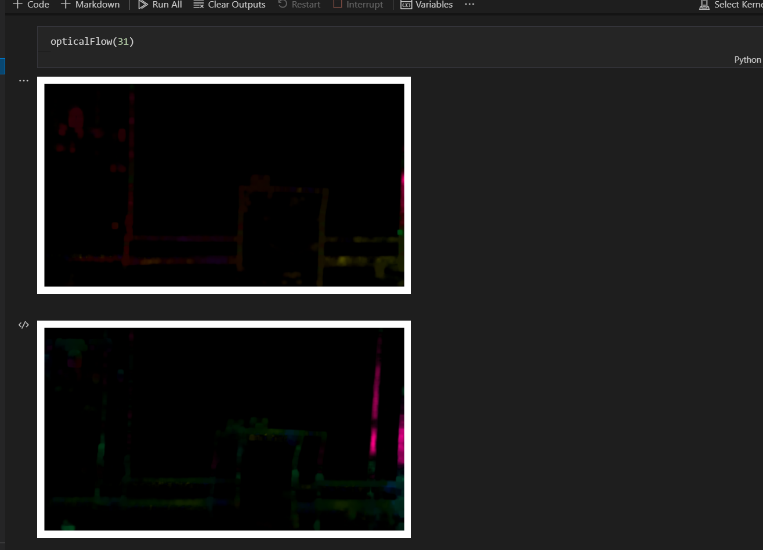 + Code + Markdown Run All Clear Outputs Restart Interrupt Variables ... Select Kerne
opticalFlow(31)
Python
...
</>